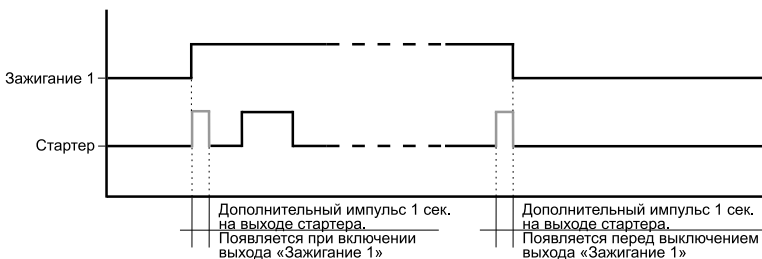 Зажигание 1
Стартер
Дополнительный импульс 1 сек.
на выходе стартера.
Появляется при включении
выхода «Зажигание 1»
Дополнительный импульс 1 сек.
на выходе стартера.
Появляется перед выключением
выхода «Зажигание 1»